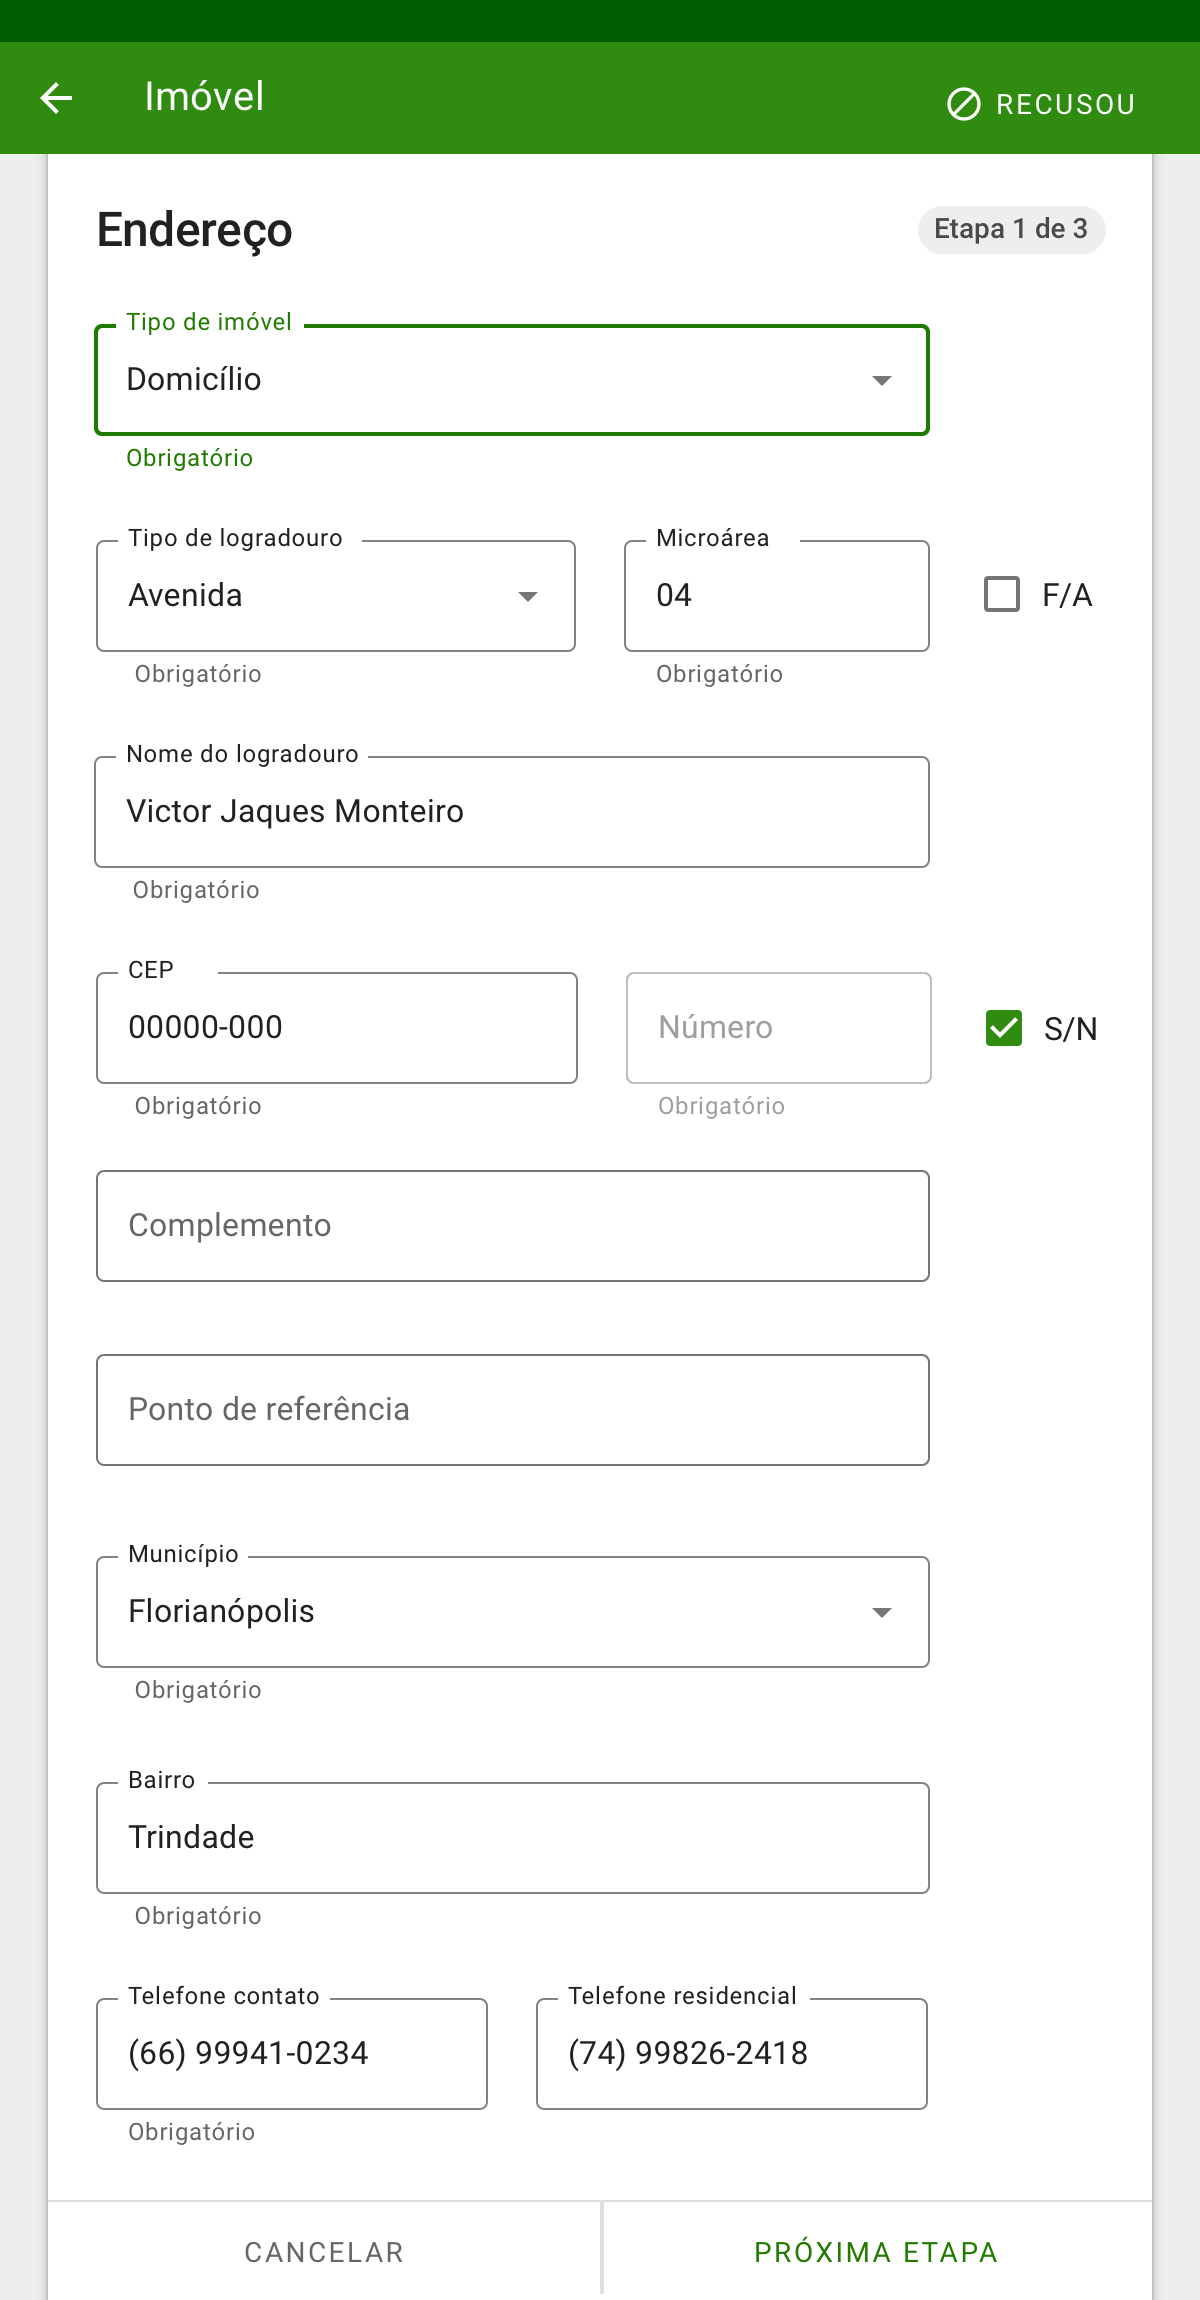 Imóvel
RECUSOU
Endereço
Etapa 1 de 3
Tipo de imóvel
Domicílio
Obrigatório
Tipo de logradouro
Avenida
Obrigatório
Microárea
04
Obrigatório
F/A
Nome do logradouro
Victor Jaques Monteiro
Obrigatório
CEP
00000-000
Obrigatório
Número
Obrigatório
S/N
Complemento
Ponto de referência
Município
Florianópolis
Obrigatório
Bairro
Trindade
Obrigatório
Telefone contato
(66) 99941-0234
Obrigatório
Telefone residencial
(74) 99826-2418
CANCELAR
PRÓXIMA ETAPA